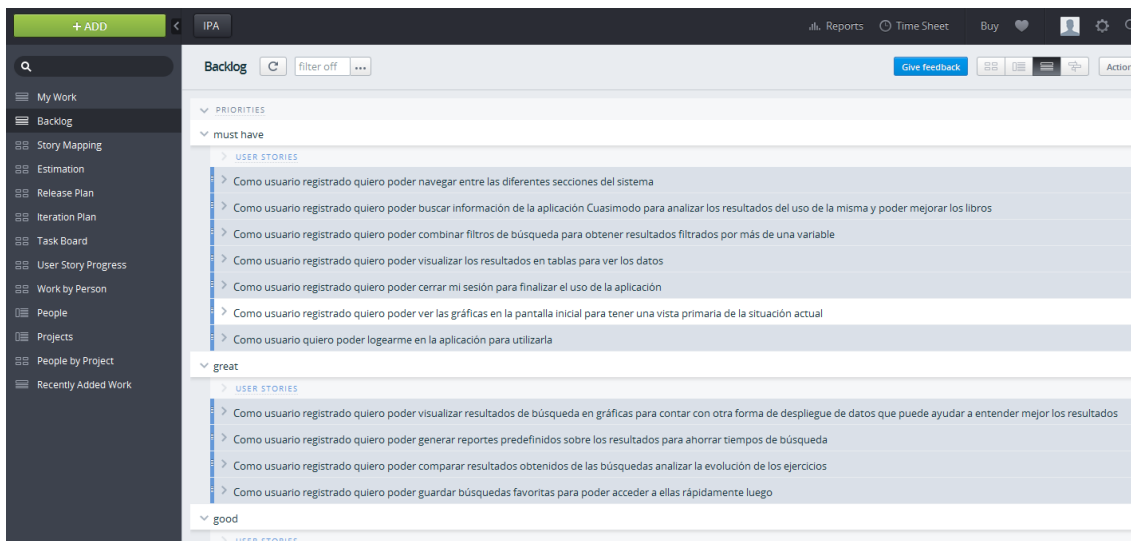 + ADD
IPA
Reports
Time Sheet
Buy
Backlog
filter off
...
Give feedback
Action
My Work
Backlog
Story Mapping
Estimation
Release Plan
Iteration Plan
Task Board
User Story Progress
Work by Person
People
Projects
People by Project
Recently Added Work
PRIORITIES
must have
USER STORIES
Como usuario registrado quiero poder navegar entre las diferentes secciones del sistema
Como usuario registrado quiero poder buscar información de la aplicación Cuasimodo para analizar los resultados del uso de la misma y poder mejorar los libros
Como usuario registrado quiero poder combinar filtros de búsqueda para obtener resultados filtrados por más de una variable
Como usuario registrado quiero poder visualizar los resultados en tablas para ver los datos
Como usuario registrado quiero poder cerrar mi sesión para finalizar el uso de la aplicación
Como usuario registrado quiero poder ver las gráficas en la pantalla inicial para tener una vista primaria de la situación actual
Como usuario quiero poder logearme en la aplicación para utilizarla
great
USER STORIES
Como usuario registrado quiero poder visualizar resultados de búsqueda en gráficas para contar con otra forma de despliegue de datos que puede ayudar a entender mejor los resultados
Como usuario registrado quiero poder generar reportes predefinidos sobre los resultados para ahorrar tiempos de búsqueda
Como usuario registrado quiero poder comparar resultados obtenidos de las búsquedas analizar la evolución de los ejercicios
Como usuario registrado quiero poder guardar búsquedas favoritas para poder acceder a ellas rápidamente luego
good
USER STORIES